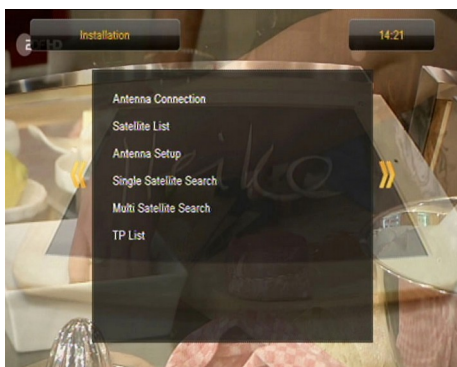 Installation
14:21
Antenna Connection
Satellite List
Antenna Setup
Single Satellite Search
Multi Satellite Search
TP List